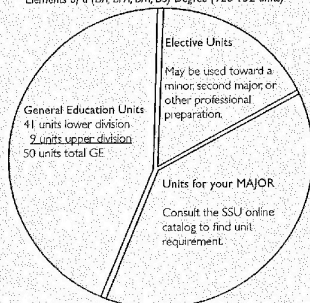 Elective Units
May be used toward a
minor, second major, or
other professional
preparation.
General Education Units
41 units lower division
9 units upper division
50 units total GE
Units for your MAJOR
Consult the SSU online
catalog to find unit
requirement.